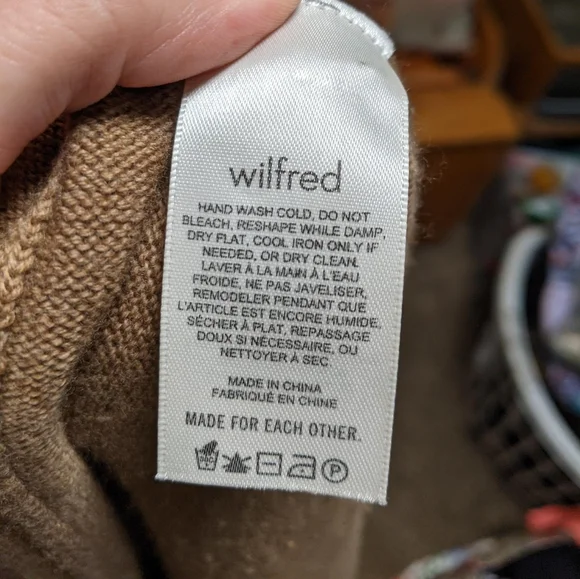 wilfred
HAND WASH COLD, DO NOT
BLEACH, RESHAPE WHILE DAMP,
DRY FLAT, COOL IRON ONLY IF
NEEDED, OR DRY CLEAN.
LAVER À LA MAIN À L'EAU
FROIDE, NE PAS JAVELISER,
REMODELER PENDANT QUE
L'ARTICLE EST ENCORE HUMIDE,
SÉCHER À PLAT, REPASSAGE
DOUX SI NÉCESSAIRE, OU
NETTOYER À SEC
MADE IN CHINA
FABRIQUÉ EN CHINE
MADE FOR EACH OTHER.
P